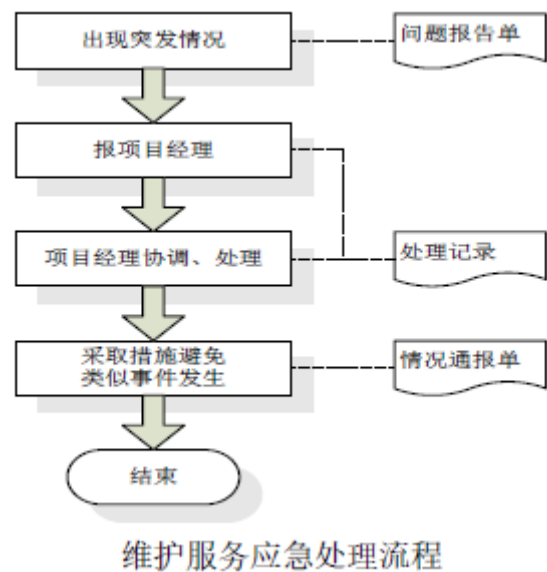 出现突发情况
问题报告单
报项目经理
项目经理协调、处理
处理记录
采取措施避免
类似事件发生
情况通报单
结束
维护服务应急处理流程